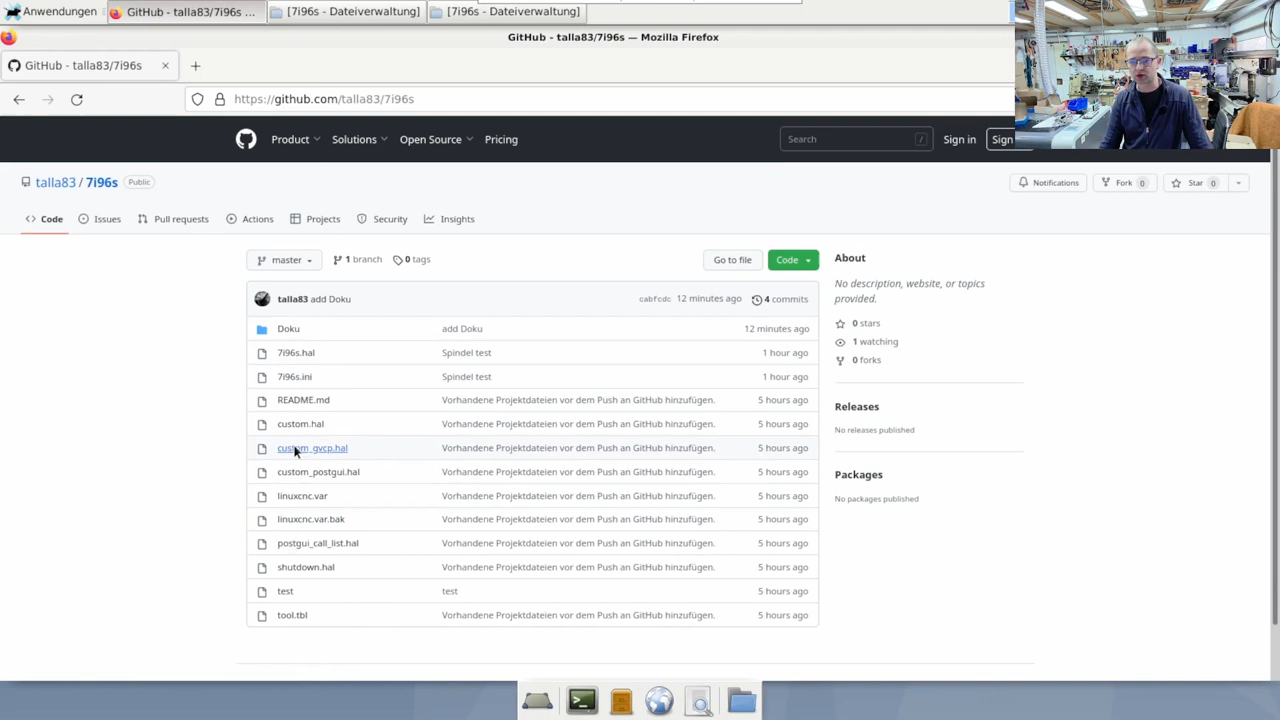 Anwendungen
GitHub - talla83/7i96s ...
[7i96s - Dateiverwaltung]
[7i96s - Dateiverwaltung]
GitHub - talla83/7i96s — Mozilla Firefox
GitHub - talla83/7i96s
https://github.com/talla83/7i96s
Product
Solutions
Open Source
Pricing
Search
/
Sign in
Sign
talla83 / 7i96s
Public
Notifications
Fork 0
Star 0
Code
Issues
Pull requests
Actions
Projects
Security
Insights
master
1 branch
0 tags
Go to file
Code
talla83 add Doku
cabfcdc 12 minutes ago
4 commits
Doku add Doku 12 minutes ago
7i96s.hal Spindel test 1 hour ago
7i96s.ini Spindel test 1 hour ago
README.md Vorhandene Projektdateien vor dem Push an GitHub hinzufügen. 5 hours ago
custom.hal Vorhandene Projektdateien vor dem Push an GitHub hinzufügen. 5 hours ago
custom_gvcp.hal Vorhandene Projektdateien vor dem Push an GitHub hinzufügen. 5 hours ago
custom_postgui.hal Vorhandene Projektdateien vor dem Push an GitHub hinzufügen. 5 hours ago
linuxcnc.var Vorhandene Projektdateien vor dem Push an GitHub hinzufügen. 5 hours ago
linuxcnc.var.bak Vorhandene Projektdateien vor dem Push an GitHub hinzufügen. 5 hours ago
postgui_call_list.hal Vorhandene Projektdateien vor dem Push an GitHub hinzufügen. 5 hours ago
shutdown.hal Vorhandene Projektdateien vor dem Push an GitHub hinzufügen. 5 hours ago
test test 5 hours ago
tool.tbl Vorhandene Projektdateien vor dem Push an GitHub hinzufügen. 5 hours ago
About
No description, website, or topics
provided.
0 stars
1 watching
0 forks
Releases
No releases published
Packages
No packages published